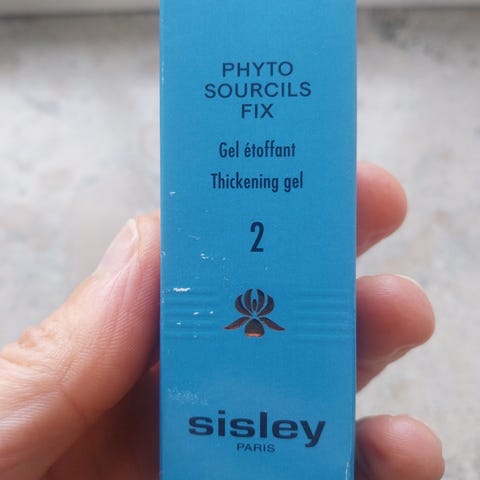 PHYTO
SOURCILS
FIX
Gel étoffant
Thickening gel
2
sisley
PARIS